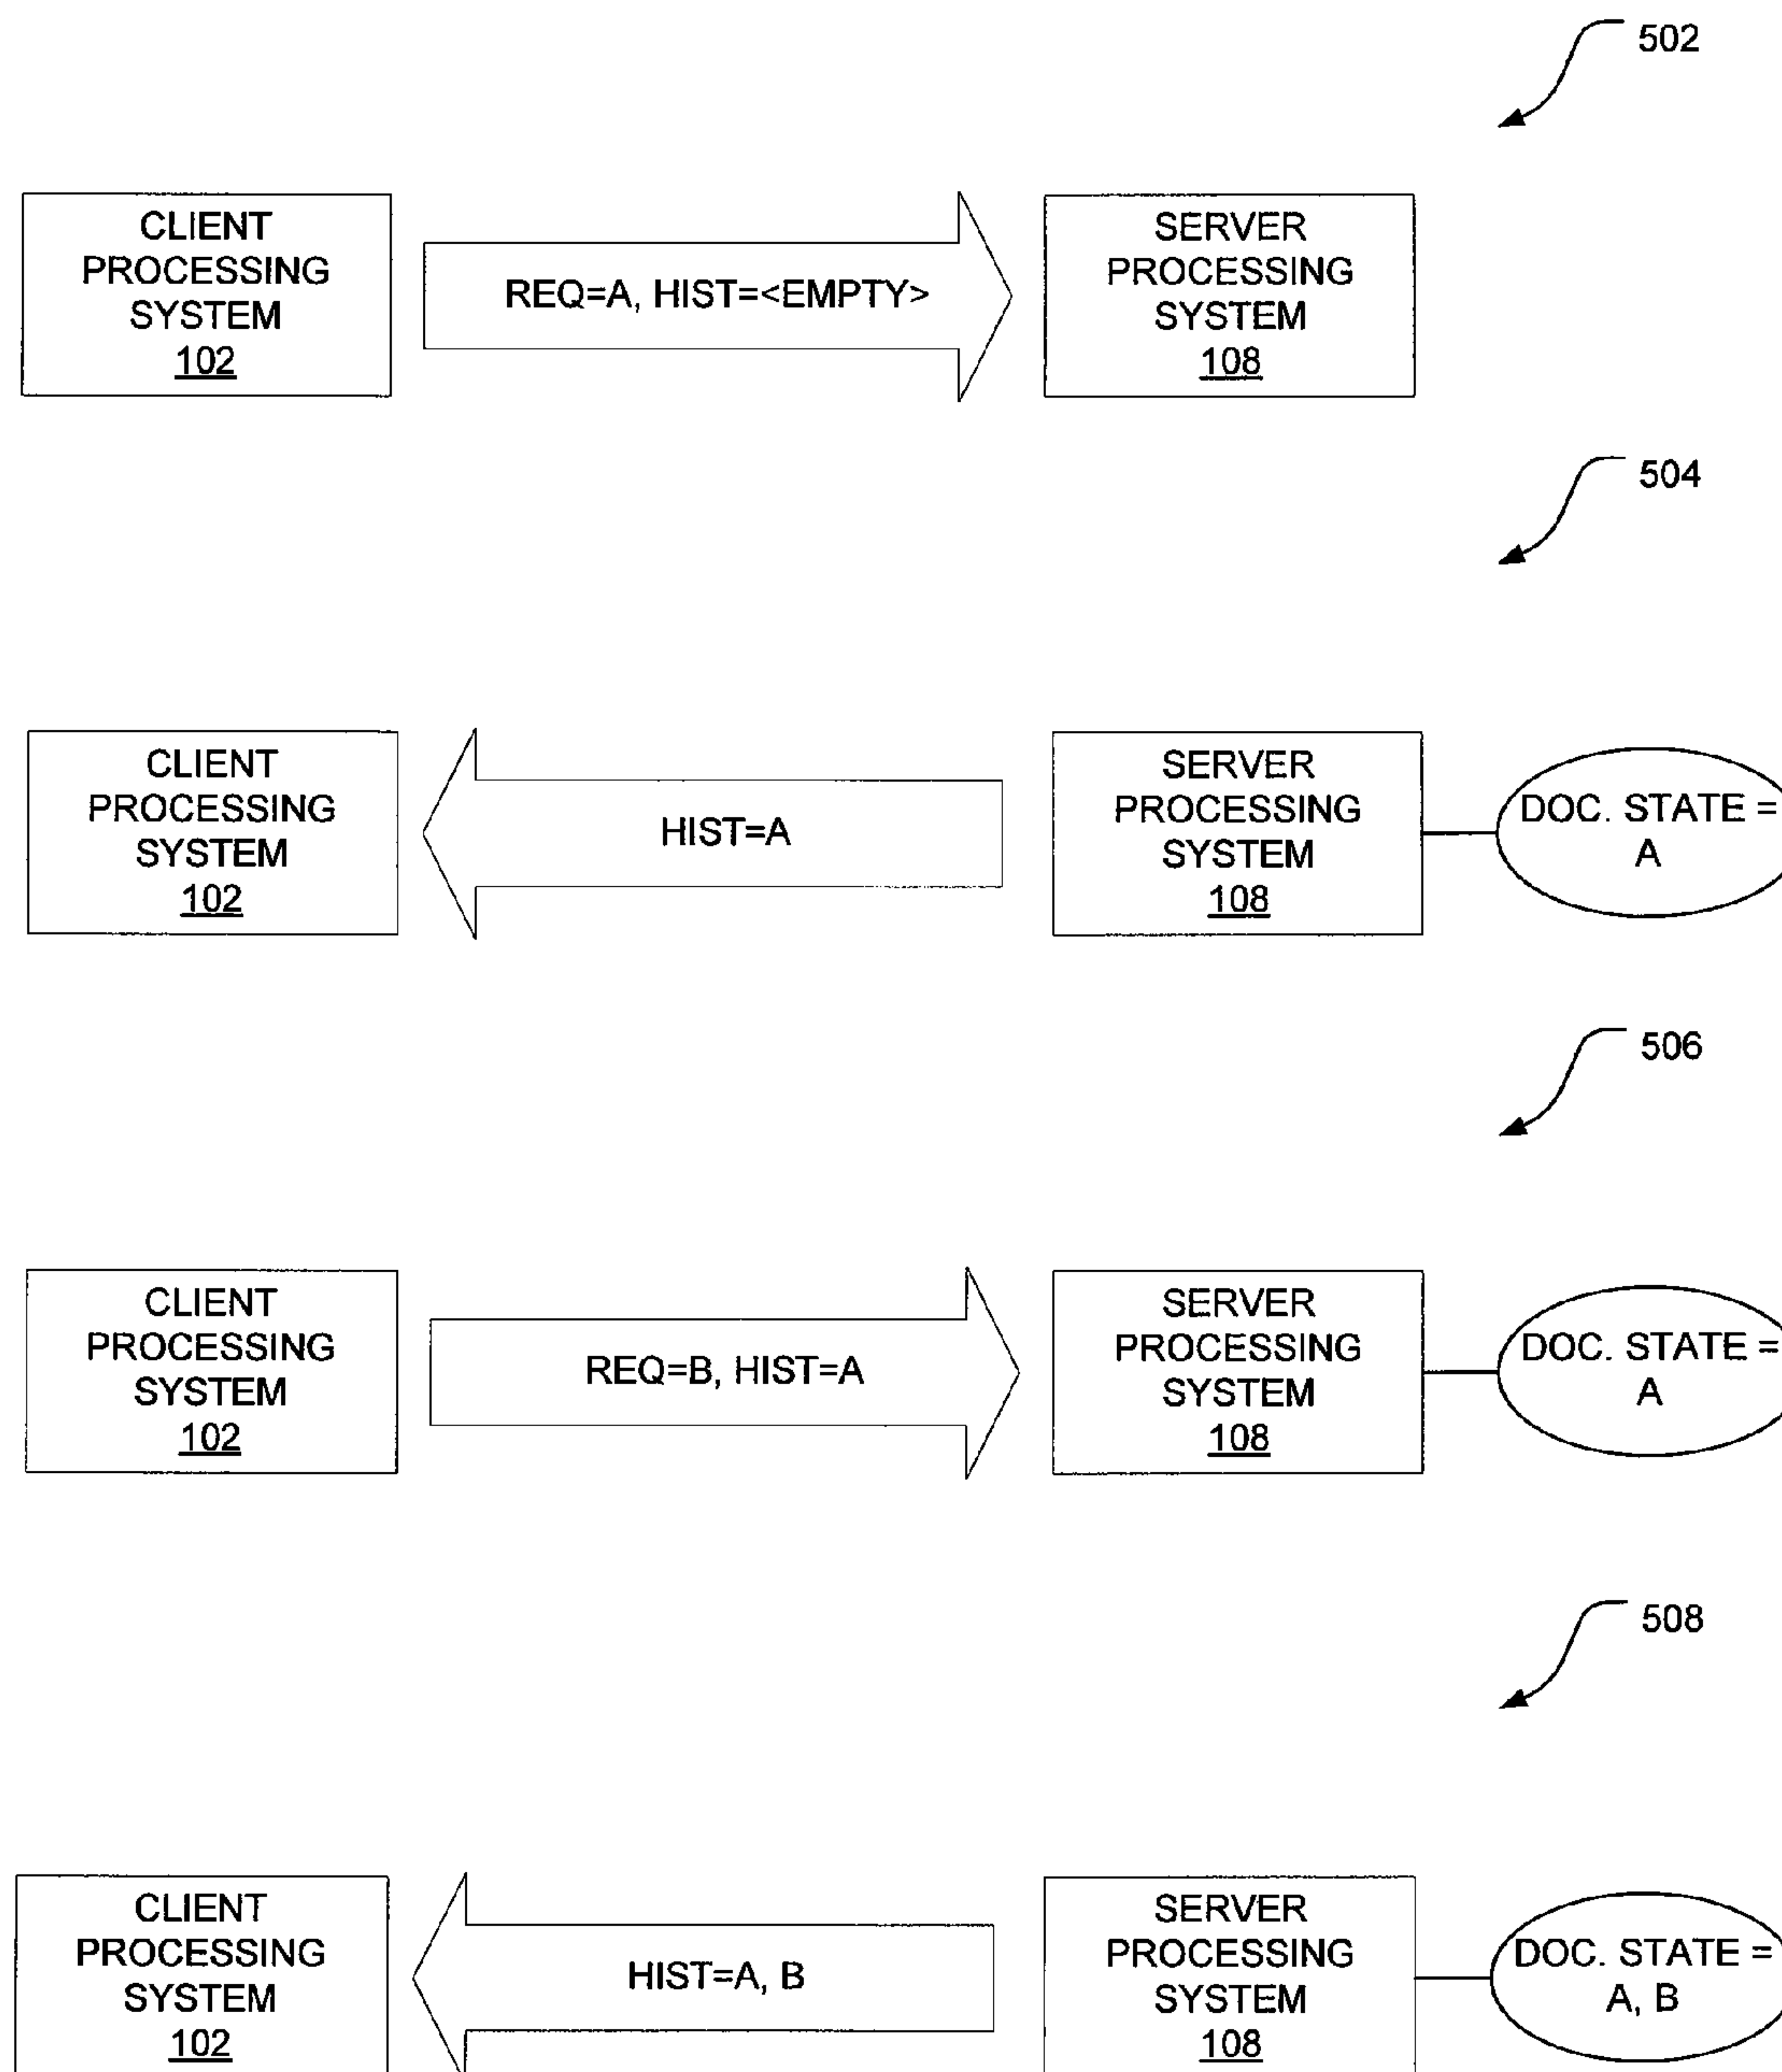 502
CLIENT
PROCESSING
SYSTEM
102
REQ=A, HIST=<EMPTY>
SERVER
PROCESSING
SYSTEM
108
504
CLIENT
PROCESSING
SYSTEM
102
HIST=A
SERVER
PROCESSING
SYSTEM
108
DOC. STATE =
A
506
CLIENT
PROCESSING
SYSTEM
102
REQ=B, HIST=A
SERVER
PROCESSING
SYSTEM
108
DOC. STATE =
A
508
CLIENT
PROCESSING
SYSTEM
102
HIST=A, B
SERVER
PROCESSING
SYSTEM
108
DOC. STATE =
A, B